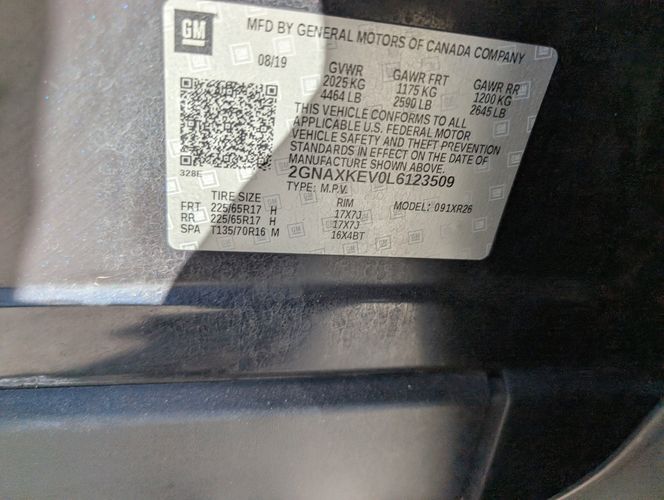 GM
MFD BY GENERAL MOTORS OF CANADA COMPANY
08/19 GVWR GAWR FRT GAWR RR
2025 KG 1175 KG 1200 KG
4464 LB 2590 LB 2645 LB
THIS VEHICLE CONFORMS TO ALL
APPLICABLE U.S. FEDERAL MOTOR
VEHICLE SAFETY AND THEFT PREVENTION
STANDARDS IN EFFECT ON THE DATE OF
MANUFACTURE SHOWN ABOVE.
328E 2GNAXKEV0L6123509
TYPE: M.P.V.
TIRE SIZE RIM MODEL: 091XR26
FRT 225/65R17 H 17X7J
RR 225/65R17 H 17X7J
SPA T135/70R16 M 16X4BT